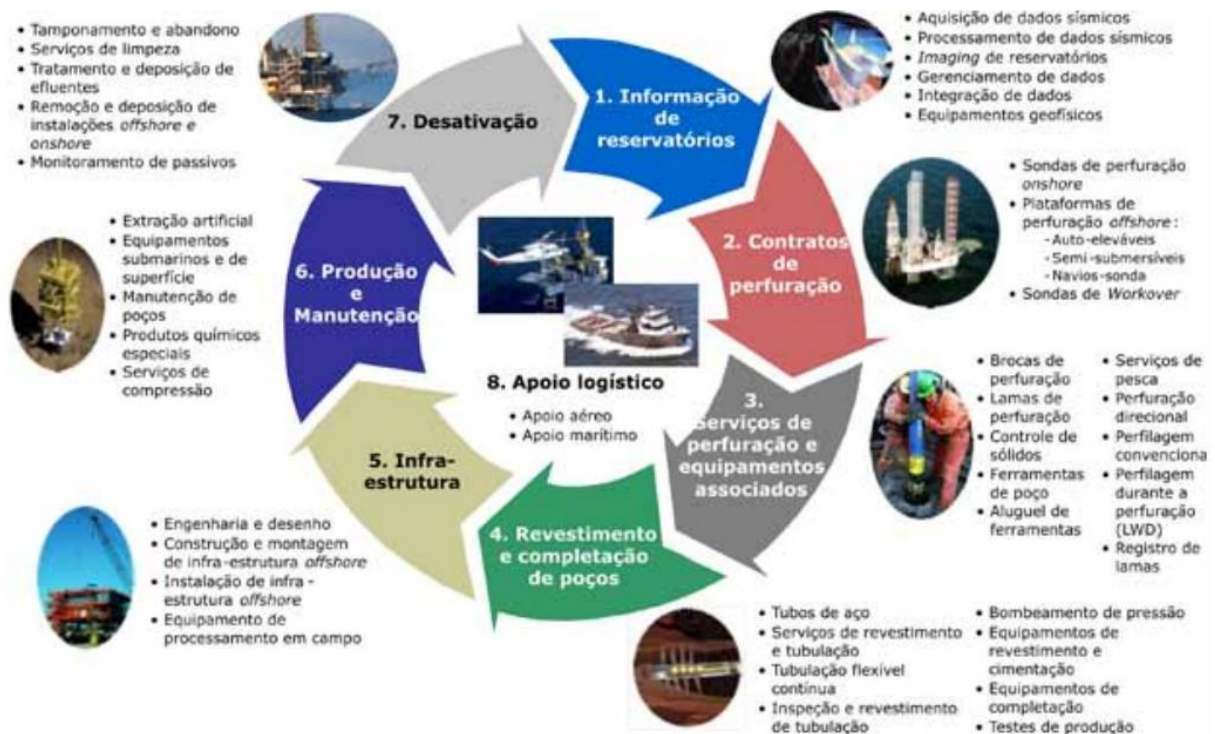 1. Informação
de
reservatórios
• Aquisição de dados sísmicos
• Processamento de dados sísmicos
• Imaging de reservatórios
• Gerenciamento de dados
• Integração de dados
• Equipamentos geofísicos
2. Contratos
de
perfuração
• Sondas de perfuração
onshore
• Plataformas de
perfuração offshore:
-Auto-eleváveis
-Semi-submersíveis
-Navios-sonda
• Sondas de Workover
3.
Serviços de
perfuração e
equipamentos
associados
• Brocas de
perfuração
• Lamas de
perfuração
• Controle de
sólidos
• Ferramentas
de poço
• Aluguel de
ferramentas
• Serviços de
pesca
• Perfuração
direcional
• Perfilagem
convenciona
• Perfilagem
durante a
perfuração
(LWD)
• Registro de
lamas
4. Revestimento
e completação
de poços
• Tubos de aço
• Serviços de revestimento
e tubulação
• Tubulação flexível
contínua
• Inspeção e revestimento
de tubulação
• Bombeamento de pressão
• Equipamentos de
revestimento e
cimentação
• Equipamentos de
completação
• Testes de produção
5. Infra-
estrutura
• Engenharia e desenho
• Construção e montagem
de infra-estrutura offshore
• Instalação de infra-
estrutura offshore
• Equipamento de
processamento em campo
6. Produção
e
Manutenção
• Extração artificial
• Equipamentos
submarinos e de
superfície
• Manutenção de
poços
• Produtos químicos
especiais
• Serviços de
compressão
7. Desativação
• Tamponamento e abandono
• Serviços de limpeza
• Tratamento e deposição de
efluentes
• Remoção e deposição de
instalações offshore e
onshore
• Monitoramento de passivos
8. Apoio logístico
• Apoio aéreo
• Apoio marítimo